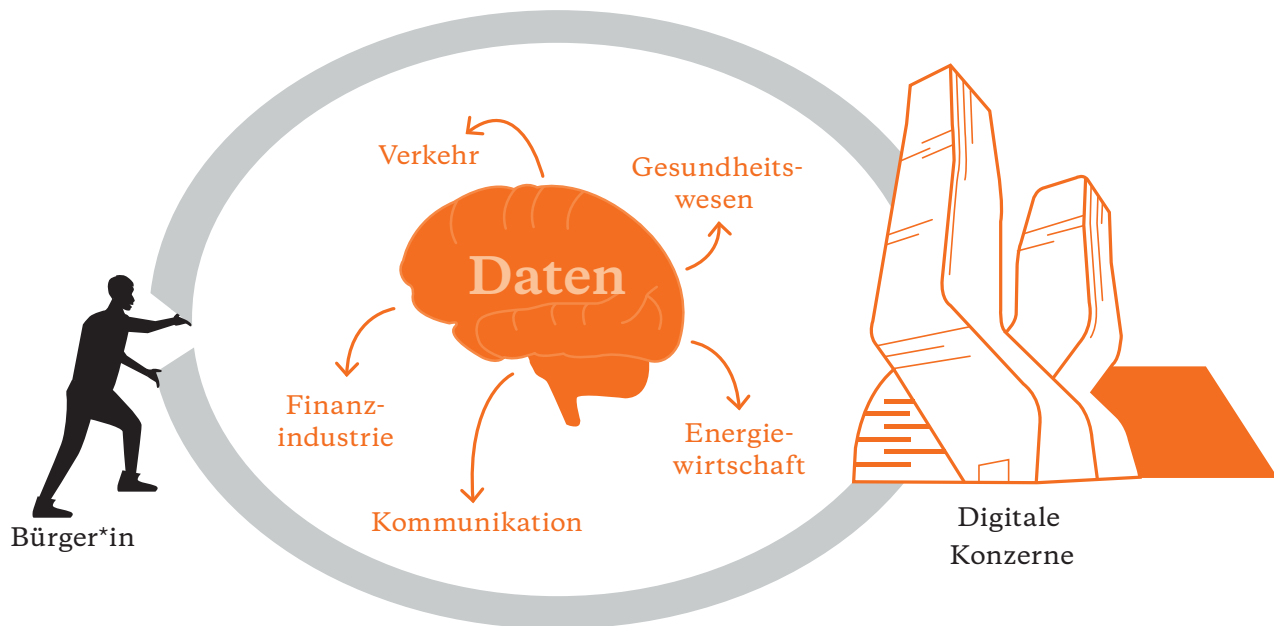 Verkehr
Gesundheits-
wesen
Daten
Finanz-
industrie
Energie-
wirtschaft
Kommunikation
Bürger*in
Digitale
Konzerne